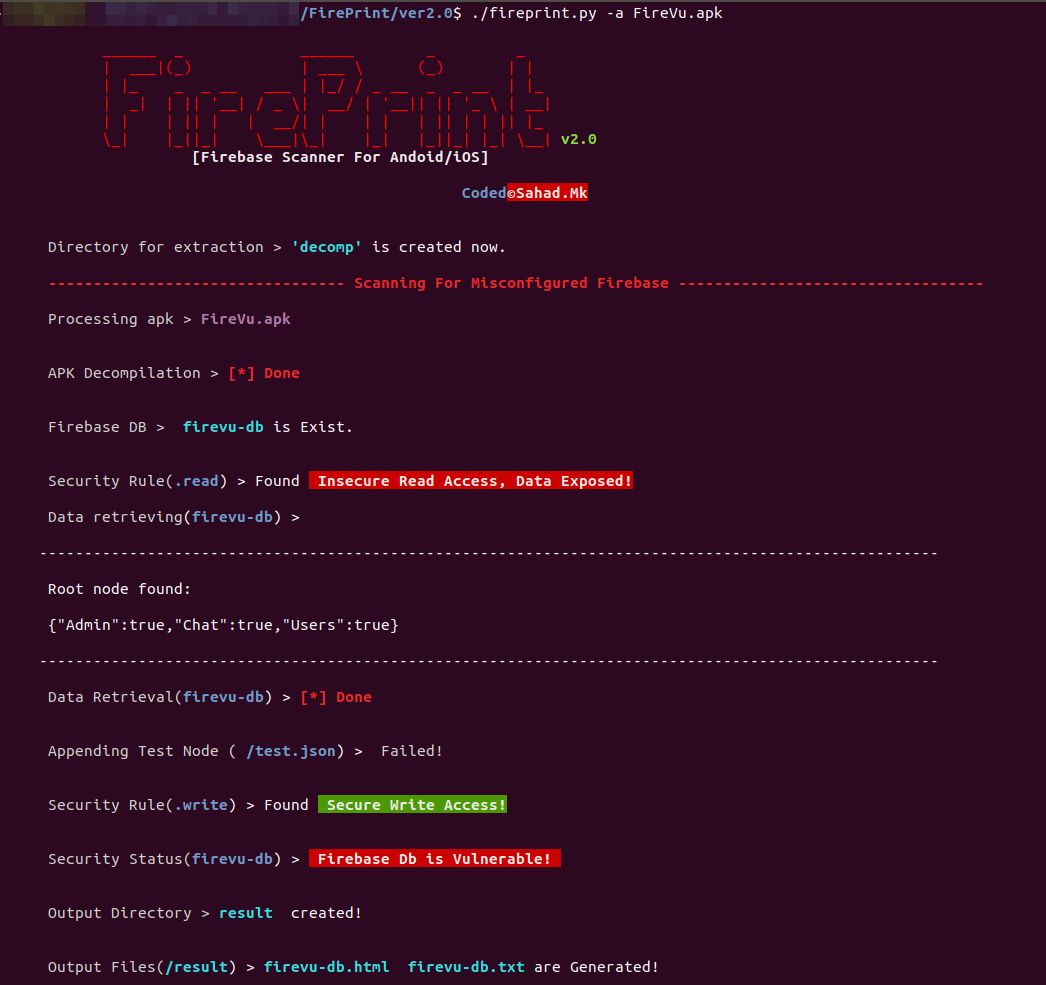 /FirePrint/ver2.0$ ./fireprint.py -a FireVu.apk
FirePrint v2.0
[Firebase Scanner For Andoid/iOS]
Coded©Sahad.Mk
Directory for extraction > 'decomp' is created now.
--------------------------------- Scanning For Misconfigured Firebase ----------------------------------
Processing apk > FireVu.apk
APK Decompilation > [*] Done
Firebase DB > firevu-db is Exist.
Security Rule(.read) > Found Insecure Read Access, Data Exposed!
Data retrieving(firevu-db) >
----------------------------------------------------------------------------------------------------
Root node found:
{"Admin":true,"Chat":true,"Users":true}
----------------------------------------------------------------------------------------------------
Data Retrieval(firevu-db) > [*] Done
Appending Test Node ( /test.json) > Failed!
Security Rule(.write) > Found Secure Write Access!
Security Status(firevu-db) > Firebase Db is Vulnerable!
Output Directory > result created!
Output Files(/result) > firevu-db.html firevu-db.txt are Generated!